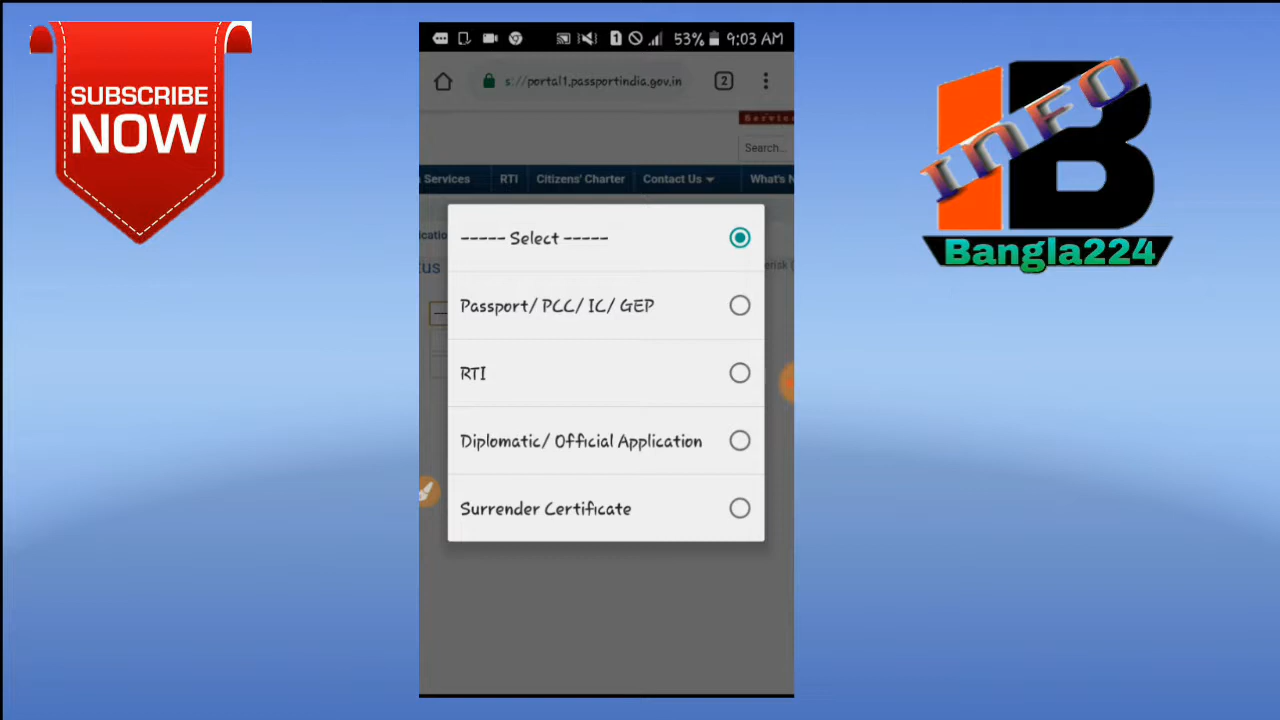 SUBSCRIBE
NOW
1
53%
9:03 AM
s://portal1.passportindia.gov.in
2
Search...
Services
RTI
Citizens' Charter
Contact Us
What's N
----- Select -----
Passport/ PCC/ IC/ GEP
RTI
Diplomatic/ Official Application
Surrender Certificate
INFO
Bangla224